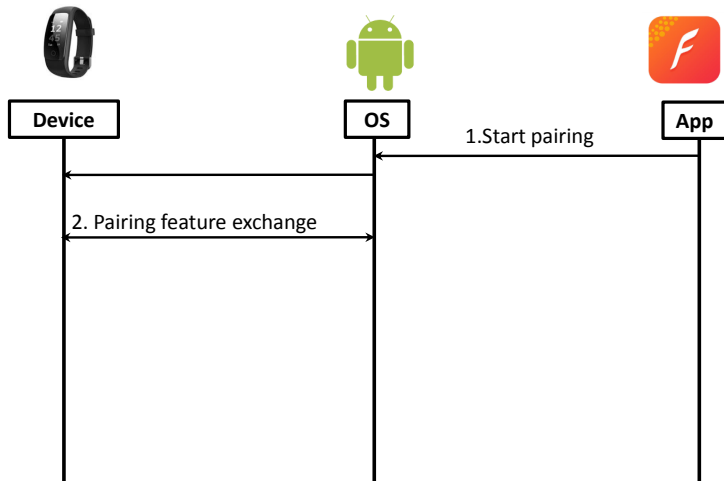 Device
OS
App
1.Start pairing
2. Pairing feature exchange